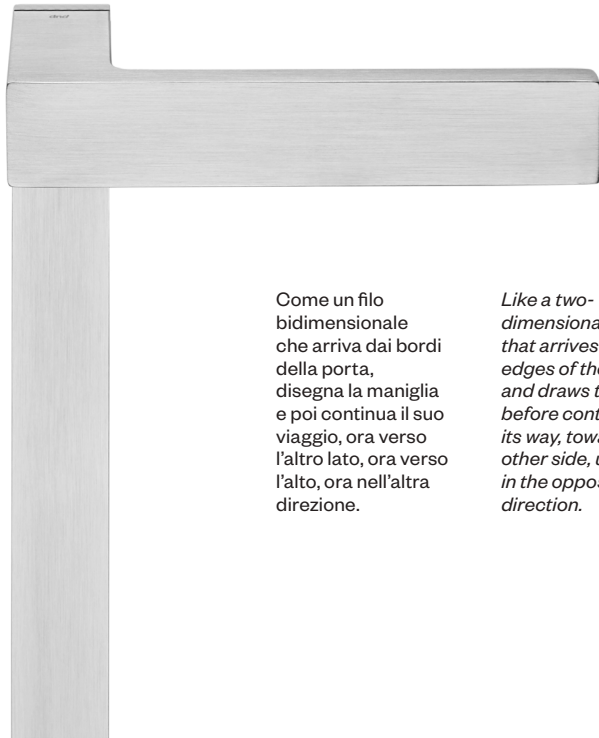 Come un filo
bidimensionale
che arriva dai bordi
della porta,
disegna la maniglia
e poi continua il suo
viaggio, ora verso
l’altro lato, ora verso
l’alto, ora nell’altra
direzione.
Like a two-
that arrives
edges of the
and draws
before
its way,
other side,
in the
direction.